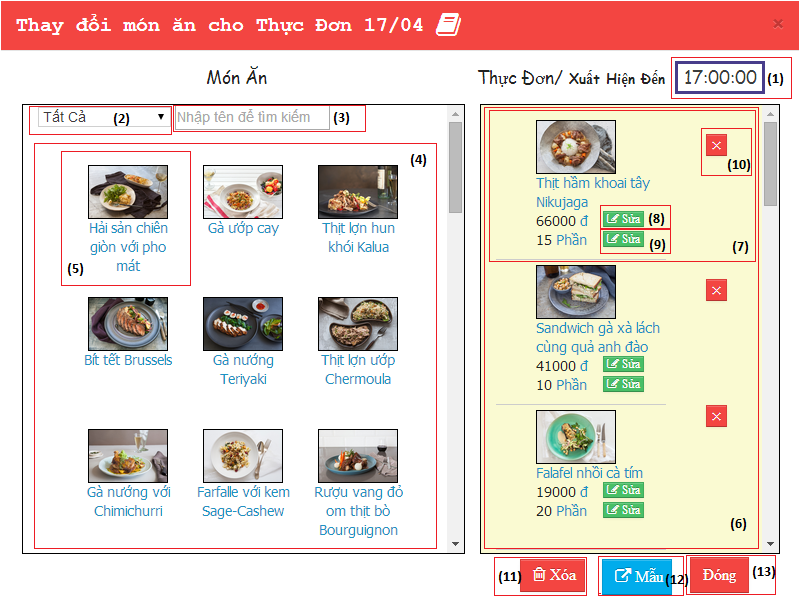 Thay đổi món ăn cho Thực Đơn 17/04
×
Món Ăn
Thực Đơn/ Xuất Hiện Đến 17:00:00 (1)
Tất Cả (2)
Nhập tên để tìm kiếm (3)
(4)
Hải sản chiên
giòn với pho
mát
(5)
Gà ướp cay
Thịt lợn hun
khói Kalua
Bít tết Brussels
Gà nướng
Teriyaki
Thịt lợn ướp
Chermoula
Gà nướng với
Chimichurri
Farfalle với kem
Sage-Cashew
Rượu vang đỏ
om thịt bò
Bourguignon
× (10)
Thịt hầm khoai tây
Nikujaga
66000 đ Sửa (8)
15 Phần Sửa (9)
(7)
×
Sandwich gà xà lách
cùng quả anh đào
41000 đ Sửa
10 Phần Sửa
×
Falafel nhồi cà tím
19000 đ Sửa
20 Phần Sửa
(6)
(11) Xóa
Mẫu (12)
Đóng (13)